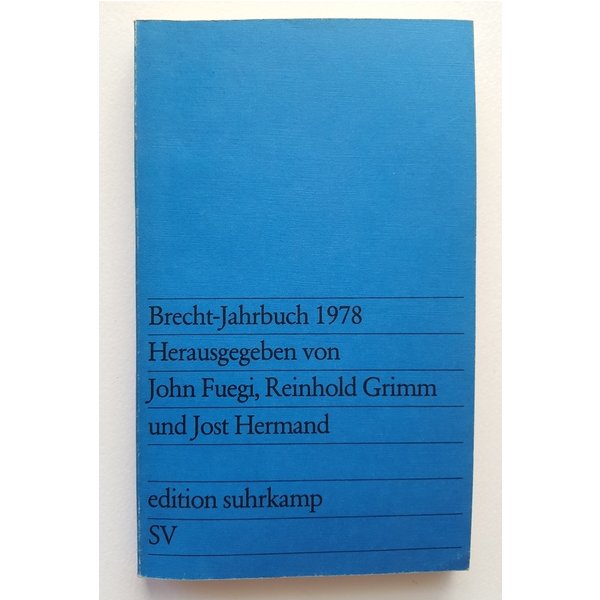 Brecht-Jahrbuch 1978
Herausgegeben von
John Fuegi, Reinhold Grimm
und Jost Hermand
edition suhrkamp
SV